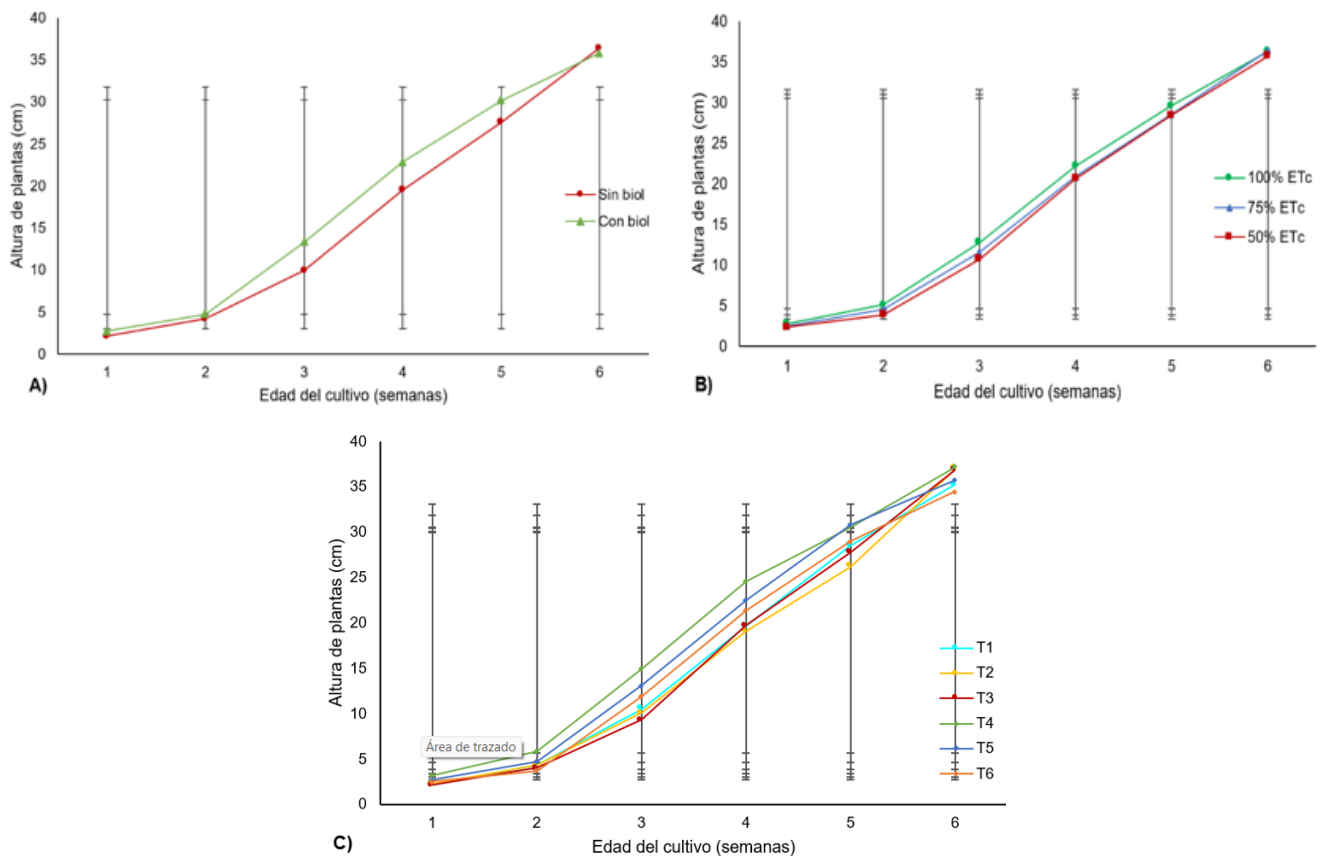 Altura de plantas (cm)
40
35
30
25
20
15
10
5
0
1 2 3 4 5 6
Edad del cultivo (semanas)
Sin biol
Con biol
A)
Altura de plantas (cm)
40
35
30
25
20
15
10
5
0
1 2 3 4 5 6
Edad del cultivo (semanas)
100% ETc
75% ETc
50% ETc
B)
Altura de plantas (cm)
40
35
30
25
20
15
10
5
0
1 2 3 4 5 6
Edad del cultivo (semanas)
Área de trazado
T1
T2
T3
T4
T5
T6
C)